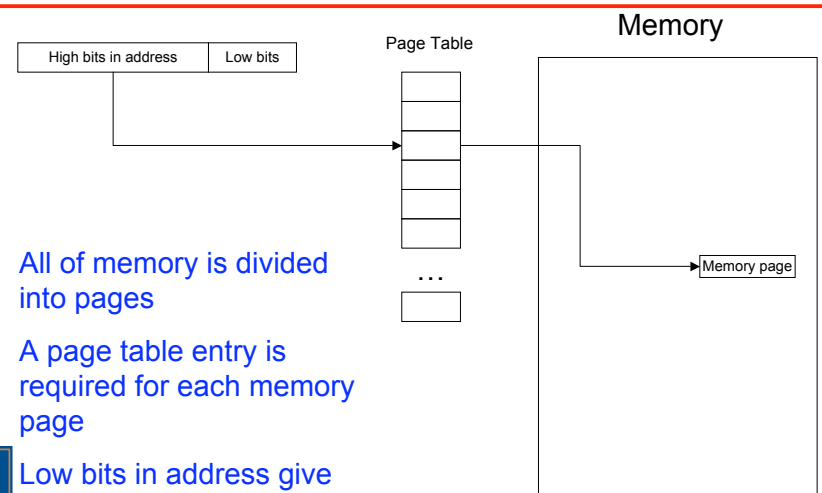 Memory
Page Table
High bits in address
Low bits
Memory page
...
All of memory is divided
into pages
A page table entry is
required for each memory
page
Low bits in address give